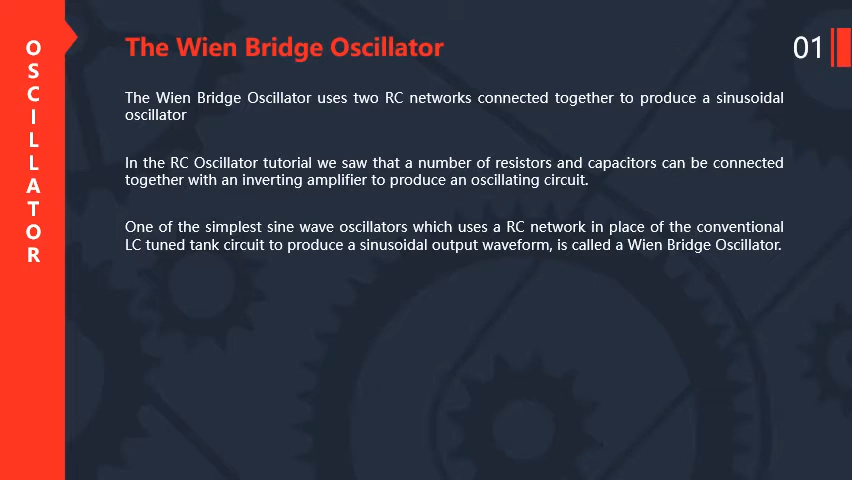 OSCILLATOR
The Wien Bridge Oscillator
01
The Wien Bridge Oscillator uses two RC networks connected together to produce a sinusoidal
oscillator
In the RC Oscillator tutorial we saw that a number of resistors and capacitors can be connected
together with an inverting amplifier to produce an oscillating circuit.
One of the simplest sine wave oscillators which uses a RC network in place of the conventional
LC tuned tank circuit to produce a sinusoidal output waveform, is called a Wien Bridge Oscillator.